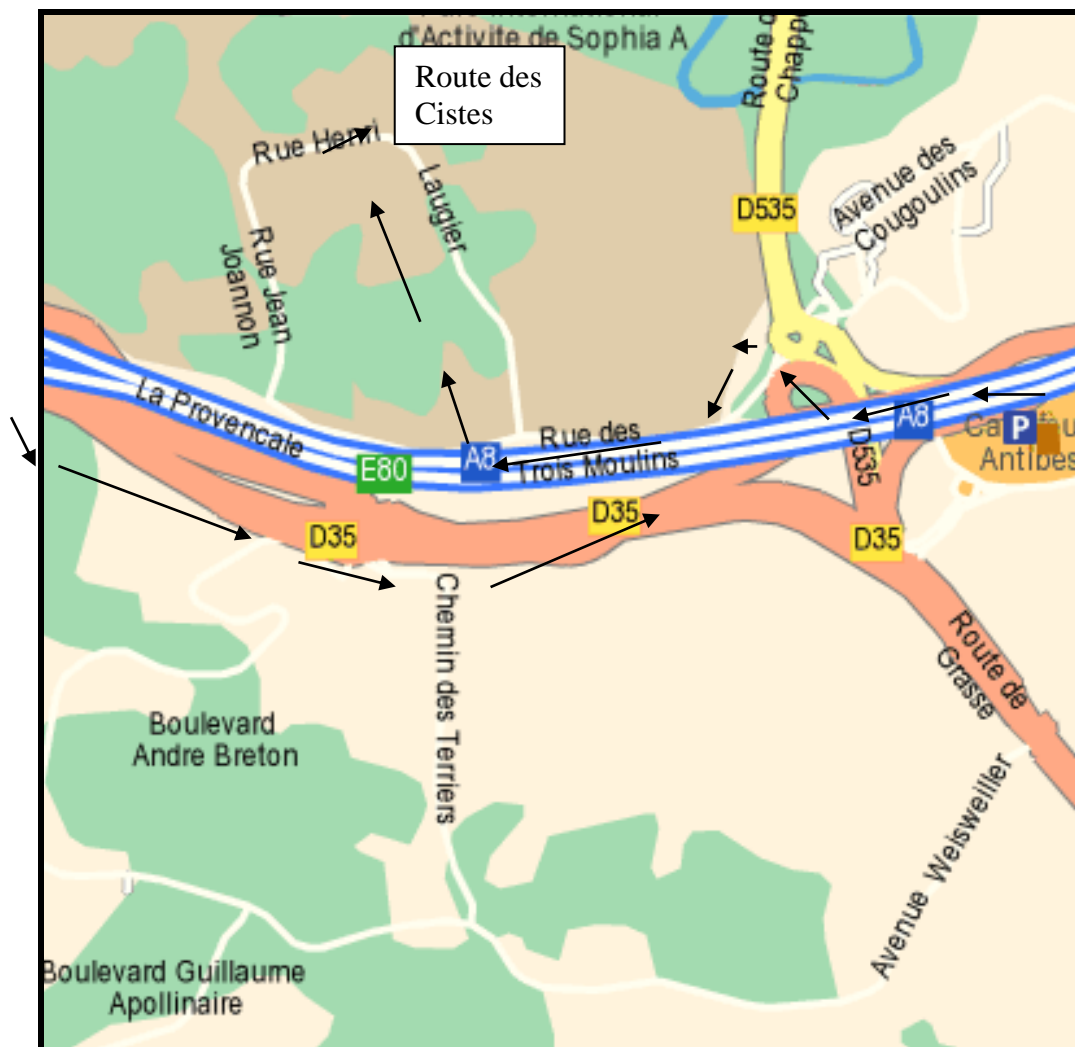 d'Activite de Sophia A
Route des
Cistes
Route d
Chappe
Rue Henri
Laugier
Avenue des
Cougoulins
D535
Rue Jean
Joannon
La Provencale
Rue des
Trois Moulins
A8
A8
P
Antibes
E80
D535
D35
D35
D35
Chemin des Terriers
Route de
Grasse
Boulevard
Andre Breton
Avenue Weisweiller
Boulevard Guillaume
Apollinaire